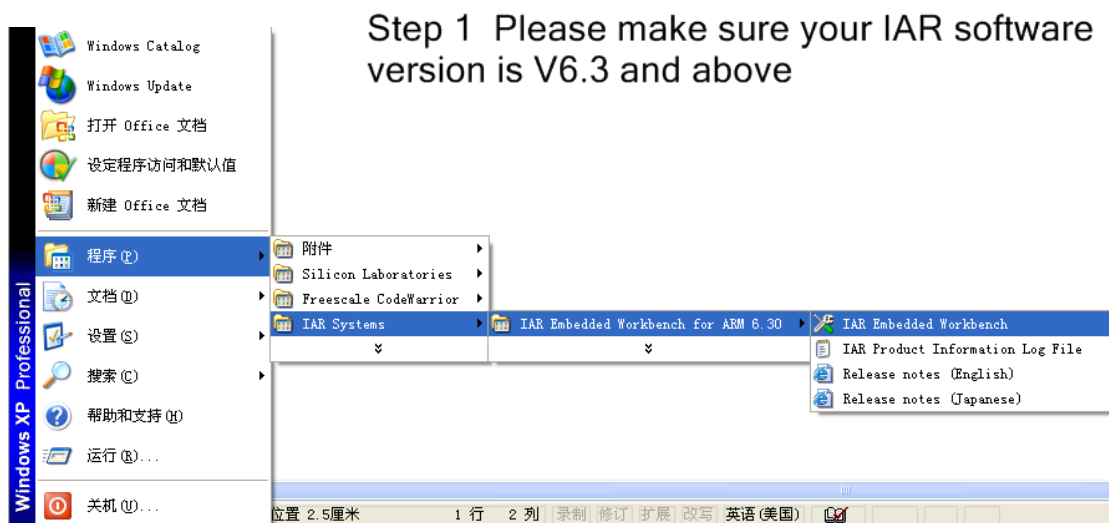 Step 1 Please make sure your IAR software
version is V6.3 and above
Windows Catalog
Windows Update
打开 Office 文档
设定程序访问和默认值
新建 Office 文档
程序(P)
文档(D)
设置(S)
搜索(C)
帮助和支持(H)
运行(R)...
关机(U)...
Windows XP Professional
附件
Silicon Laboratories
Freescale CodeWarrior
IAR Systems
IAR Embedded Workbench for ARM 6.30
IAR Embedded Workbench
IAR Product Information Log File
Release notes (English)
Release notes (Japanese)
位置 2.5厘米 1 行 2 列 录制 修订 扩展 改写 英语(美国)